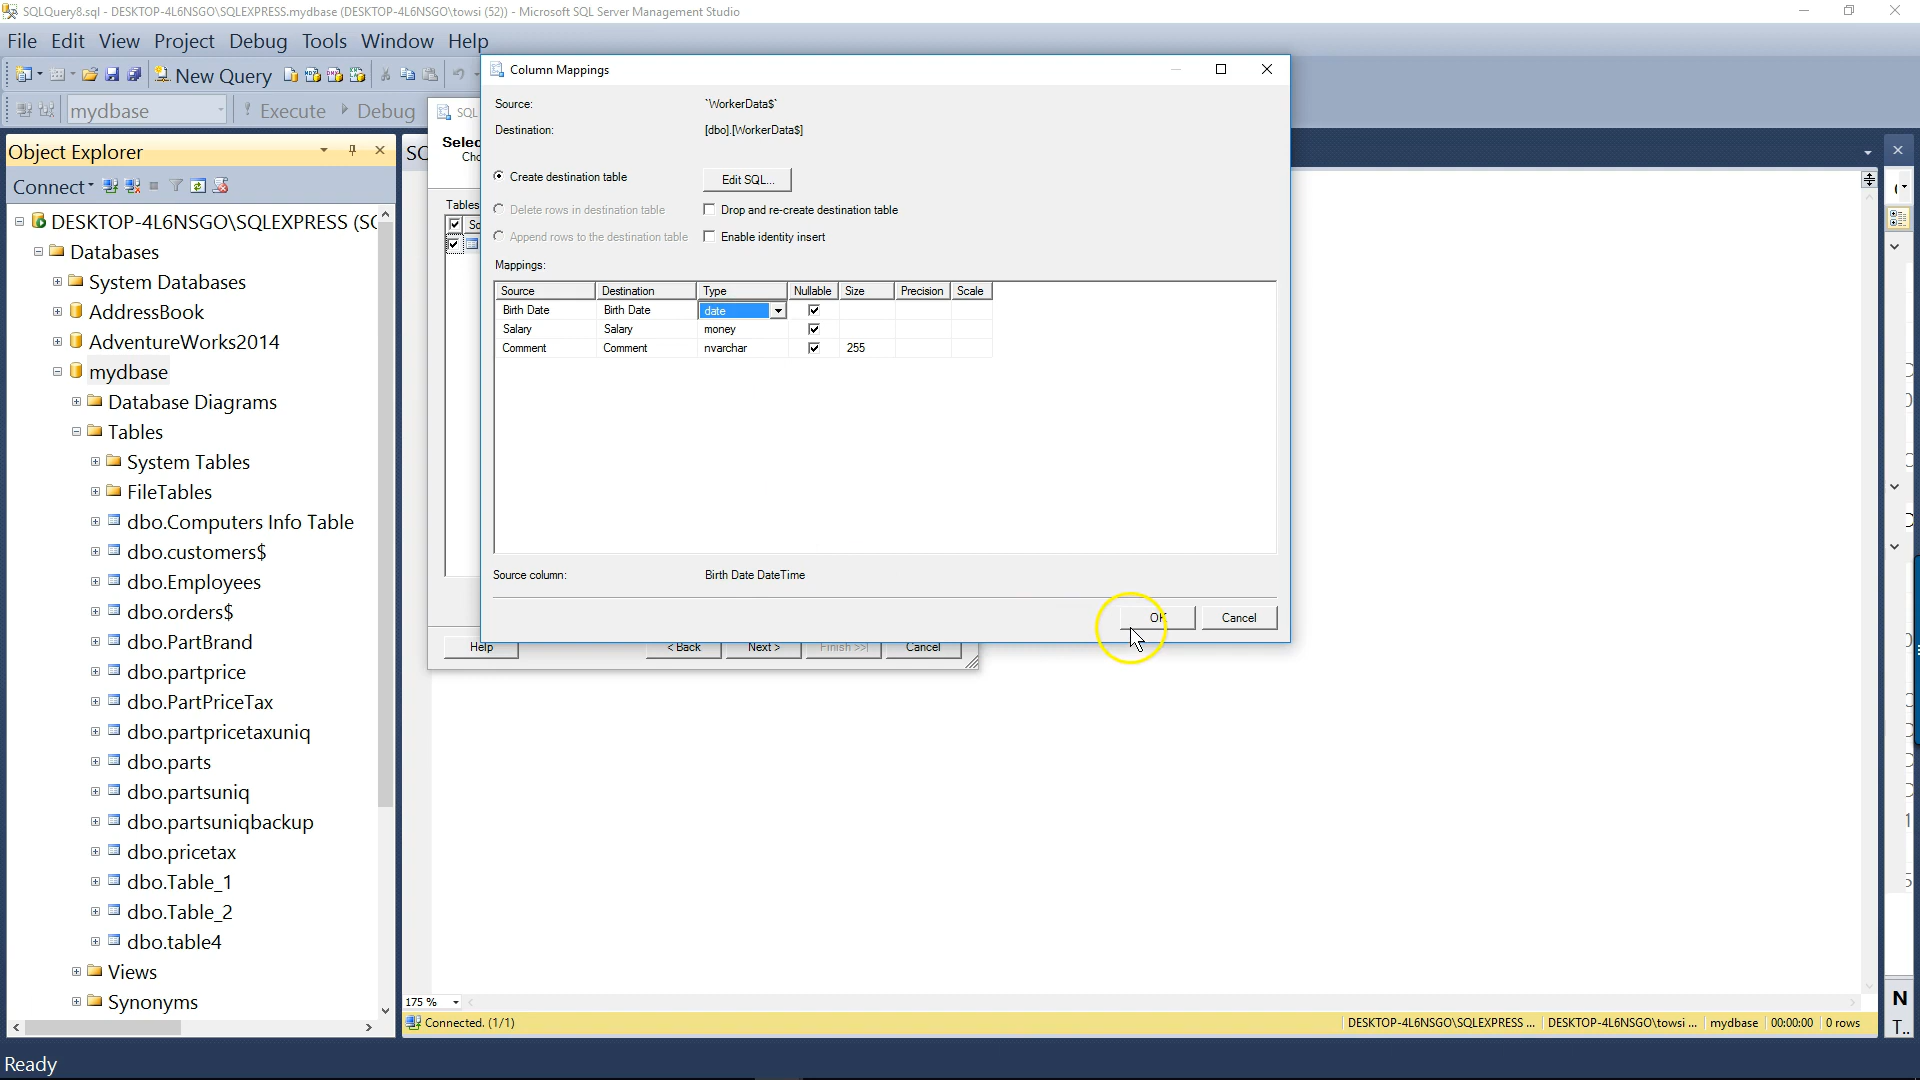 SQLQuery8.sql - DESKTOP-4L6NSGO\SQLEXPRESS.mydbase (DESKTOP-4L6NSGO\towsi (52)) - Microsoft SQL Server Management Studio
File Edit View Project Debug Tools Window Help
New Query
mydbase
Execute
Debug
Object Explorer
Connect
DESKTOP-4L6NSGO\SQLEXPRESS (SC
Databases
System Databases
AddressBook
AdventureWorks2014
mydbase
Database Diagrams
Tables
System Tables
FileTables
dbo.Computers Info Table
dbo.customers$
dbo.Employees
dbo.orders$
dbo.PartBrand
dbo.partprice
dbo.PartPriceTax
dbo.partpricetaxuniq
dbo.parts
dbo.partsuniq
dbo.partsuniqbackup
dbo.pricetax
dbo.Table_1
dbo.Table_2
dbo.table4
Views
Synonyms
SC
SQL
Selec
Cho
Tables
So
Help
< Back
Next >
Finish >>|
Cancel
Column Mappings
Source: `WorkerData$`
Destination: [dbo].[WorkerData$]
Create destination table
Edit SQL...
Delete rows in destination table
Drop and re-create destination table
Append rows to the destination table
Enable identity insert
Mappings:
Source Destination Type Nullable Size Precision Scale
Birth Date Birth Date date
Salary Salary money
Comment Comment nvarchar 255
Source column: Birth Date DateTime
OK
Cancel
175 %
Connected. (1/1)
DESKTOP-4L6NSGO\SQLEXPRESS ... DESKTOP-4L6NSGO\towsi ... mydbase 00:00:00 0 rows
N
T..
Ready